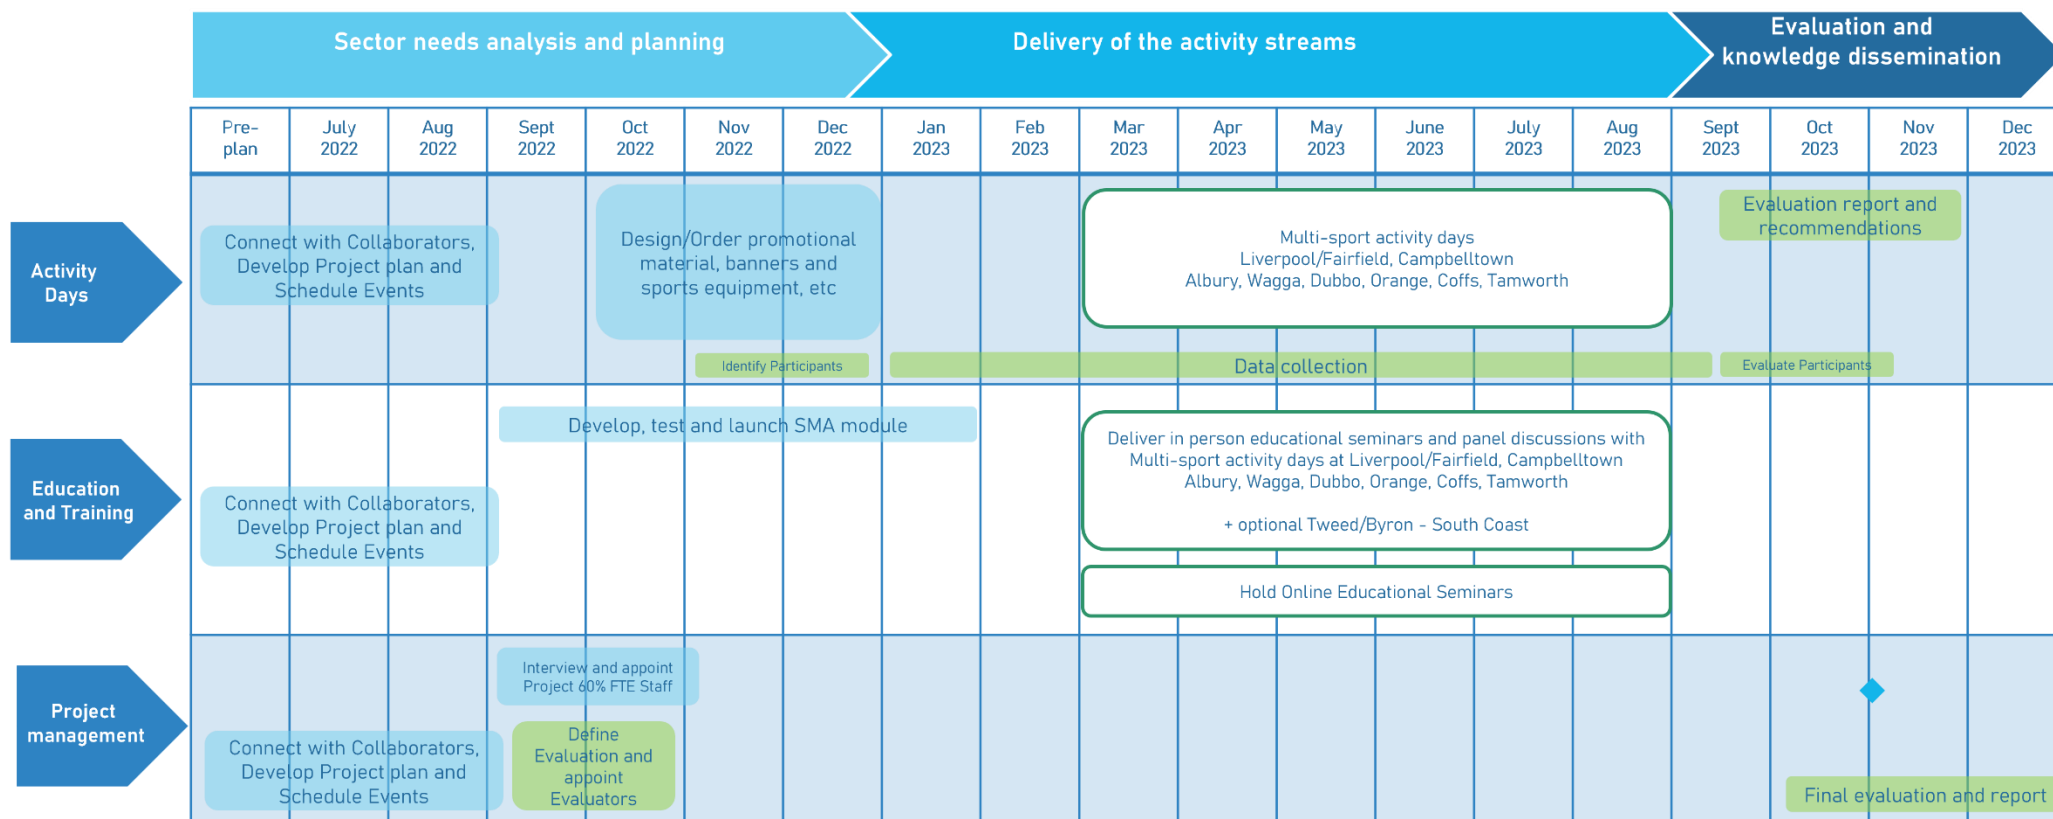 Sector needs analysis and planning
Delivery of the activity streams
Evaluation and
knowledge dissemination
Pre-
plan
July
2022
Aug
2022
Sept
2022
Oct
2022
Nov
2022
Dec
2022
Jan
2023
Feb
2023
Mar
2023
Apr
2023
May
2023
June
2023
July
2023
Aug
2023
Sept
2023
Oct
2023
Nov
2023
Dec
2023
Activity
Days
Connect with Collaborators,
Develop Project plan and
Schedule Events
Design/Order promotional
material, banners and
sports equipment, etc
Multi-sport activity days
Liverpool/Fairfield, Campbelltown
Albury, Wagga, Dubbo, Orange, Coffs, Tamworth
Evaluation report and
recommendations
Identify Participants
Data collection
Evaluate Participants
Education
and Training
Develop, test and launch SMA module
Connect with Collaborators,
Develop Project plan and
Schedule Events
Deliver in person educational seminars and panel discussions with
Multi-sport activity days at Liverpool/Fairfield, Campbelltown
Albury, Wagga, Dubbo, Orange, Coffs, Tamworth
+ optional Tweed/Byron - South Coast
Hold Online Educational Seminars
Project
management
Interview and appoint
Project 60% FTE Staff
Connect with Collaborators,
Develop Project plan and
Schedule Events
Define
Evaluation and
appoint
Evaluators
Final evaluation and report